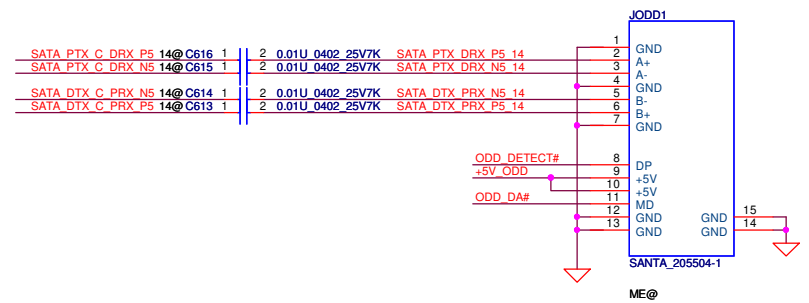 JODD1
1 GND
SATA_PTX_C_DRX_P5 14@ C616 1 2 0.01U_0402_25V7K SATA_PTX_DRX_P5_14 2 A+
SATA_PTX_C_DRX_N5 14@ C615 1 2 0.01U_0402_25V7K SATA_PTX_DRX_N5_14 3 A-
4 GND
SATA_DTX_C_PRX_N5 14@ C614 1 2 0.01U_0402_25V7K SATA_DTX_PRX_N5_14 5 B-
SATA_DTX_C_PRX_P5 14@ C613 1 2 0.01U_0402_25V7K SATA_DTX_PRX_P5_14 6 B+
7 GND
ODD_DETECT# 8 DP
+5V_ODD 9 +5V
10 +5V
ODD_DA# 11 MD
12 GND GND 15
13 GND GND 14
SANTA_205504-1
ME@